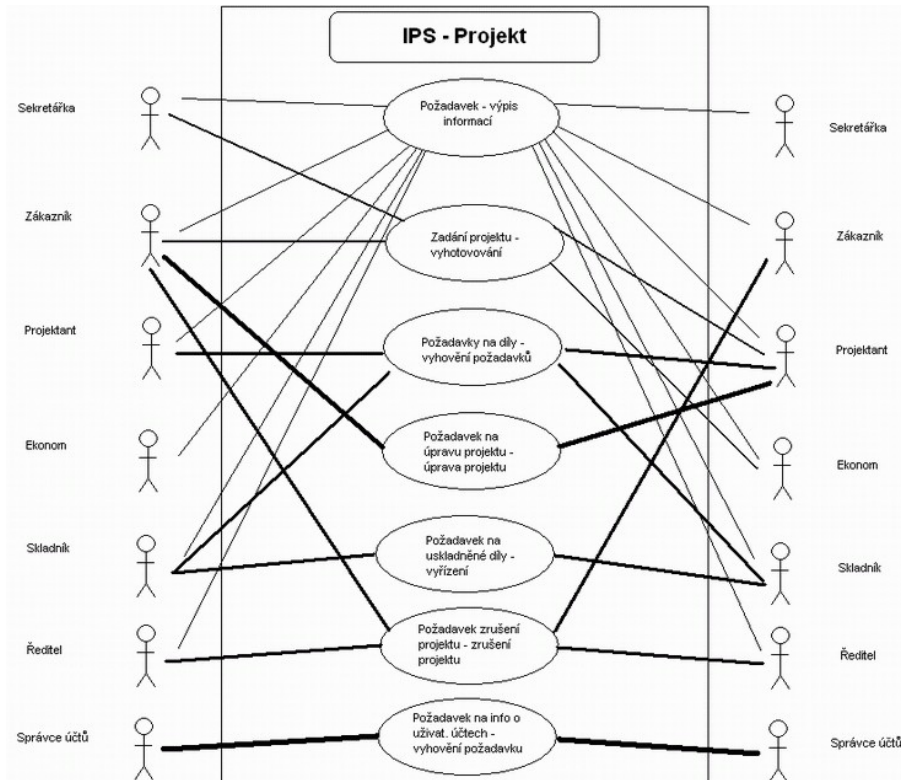 IPS - Projekt
Sekretářka
Požadavek - výpis
informací
Sekretářka
Zákazník
Zadání projektu -
vyhotovování
Zákazník
Projektant
Požadavky na díly -
vyhovění požadavků
Projektant
Ekonom
Požadavek na
úpravu projektu -
úprava projektu
Ekonom
Skladník
Požadavek na
uskladněné díly -
vyřízení
Skladník
Ředitel
Požadavek zrušení
projektu - zrušení
projektu
Ředitel
Správce účtů
Požadavek na info o
uživat. účtech -
vyhovění požadavku
Správce účtů